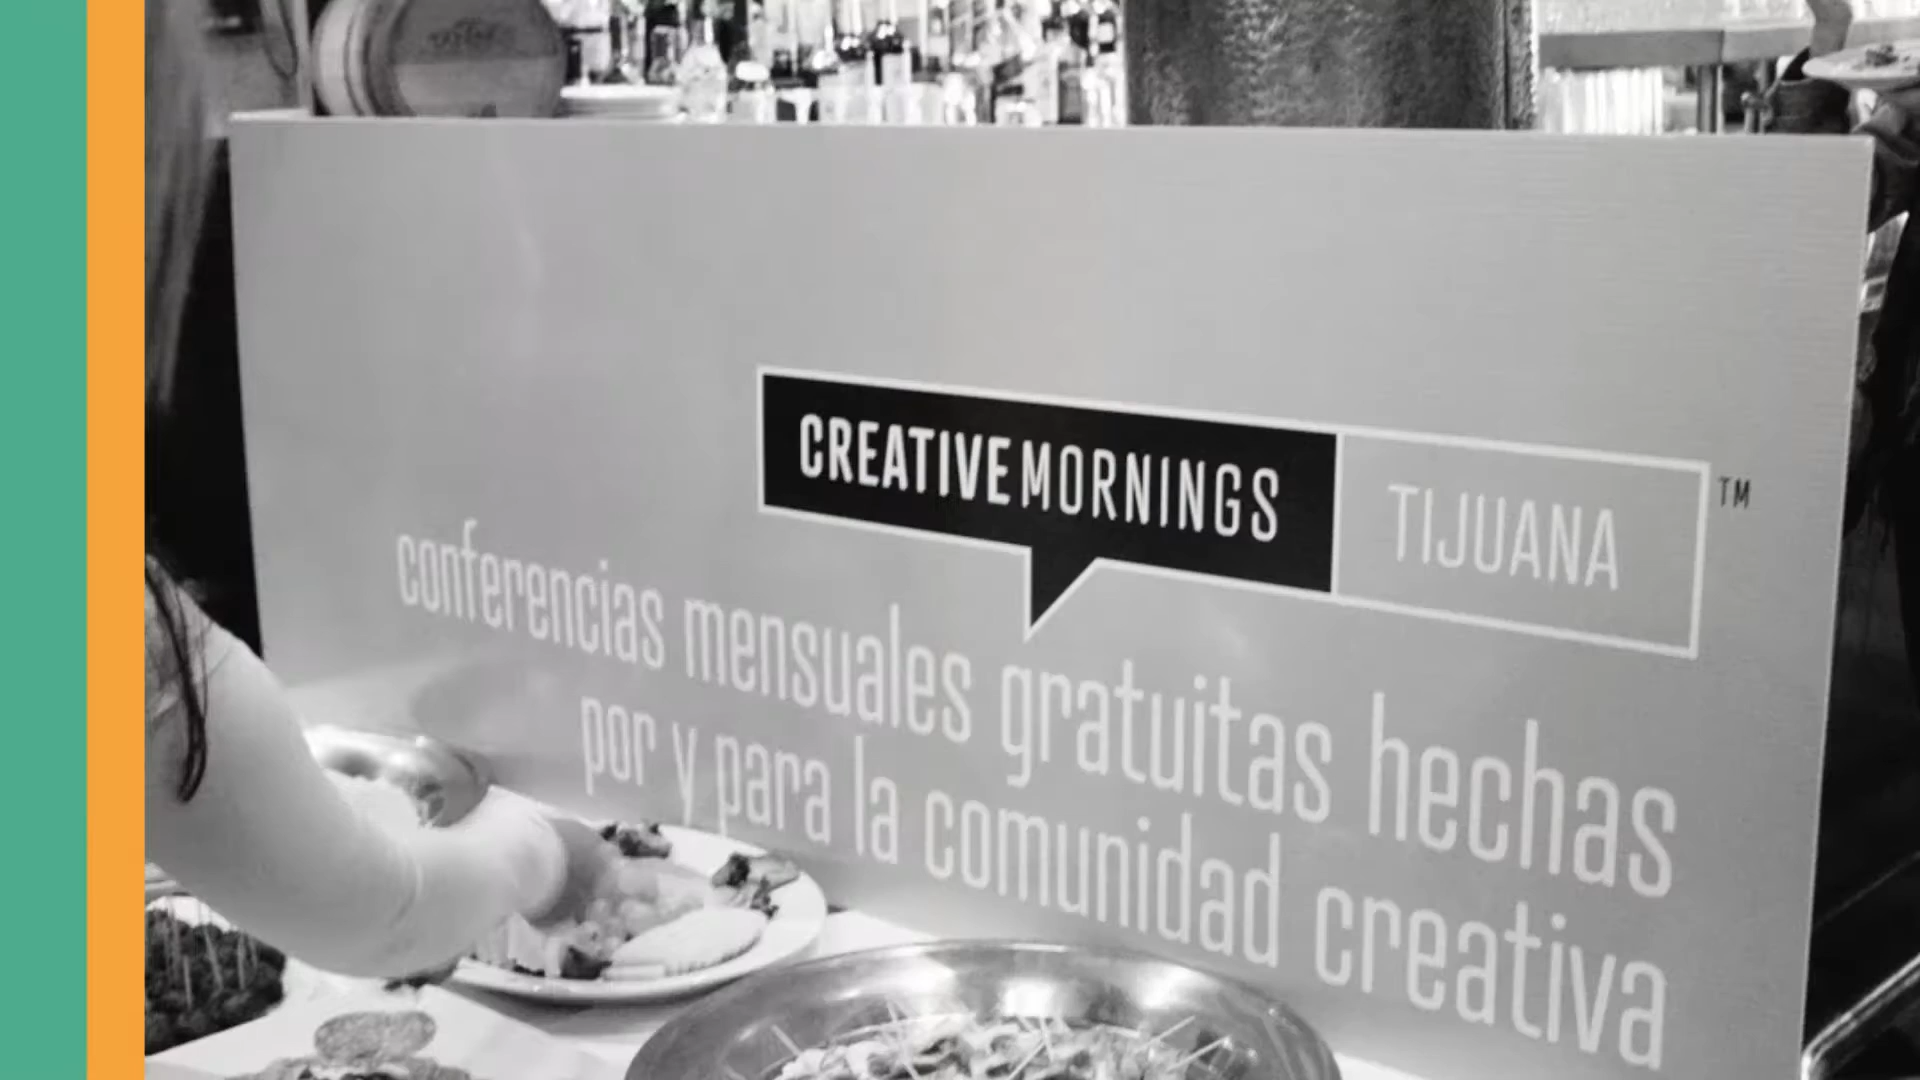 CREATIVEMORNINGS TIJUANA ™
conferencias mensuales gratuitas hechas
por y para la comunidad creativa